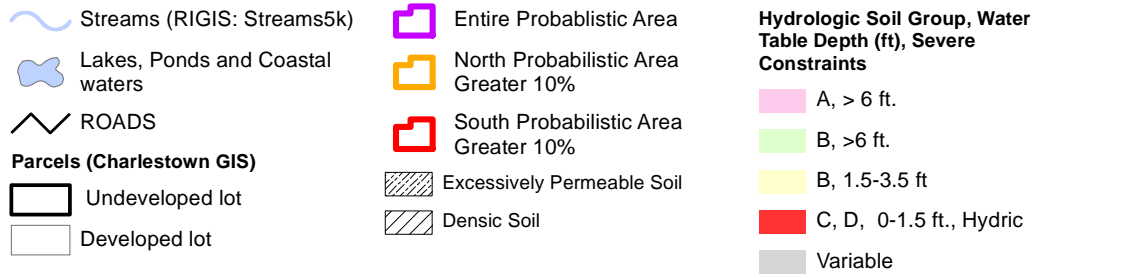 Streams (RIGIS: Streams5k)
Lakes, Ponds and Coastal
waters
ROADS
Parcels (Charlestown GIS)
Undeveloped lot
Developed lot
Entire Probablistic Area
North Probabilistic Area
Greater 10%
South Probabilistic Area
Greater 10%
Excessively Permeable Soil
Densic Soil
Hydrologic Soil Group, Water
Table Depth (ft), Severe
Constraints
A, > 6 ft.
B, >6 ft.
B, 1.5-3.5 ft
C, D,  0-1.5 ft., Hydric
Variable